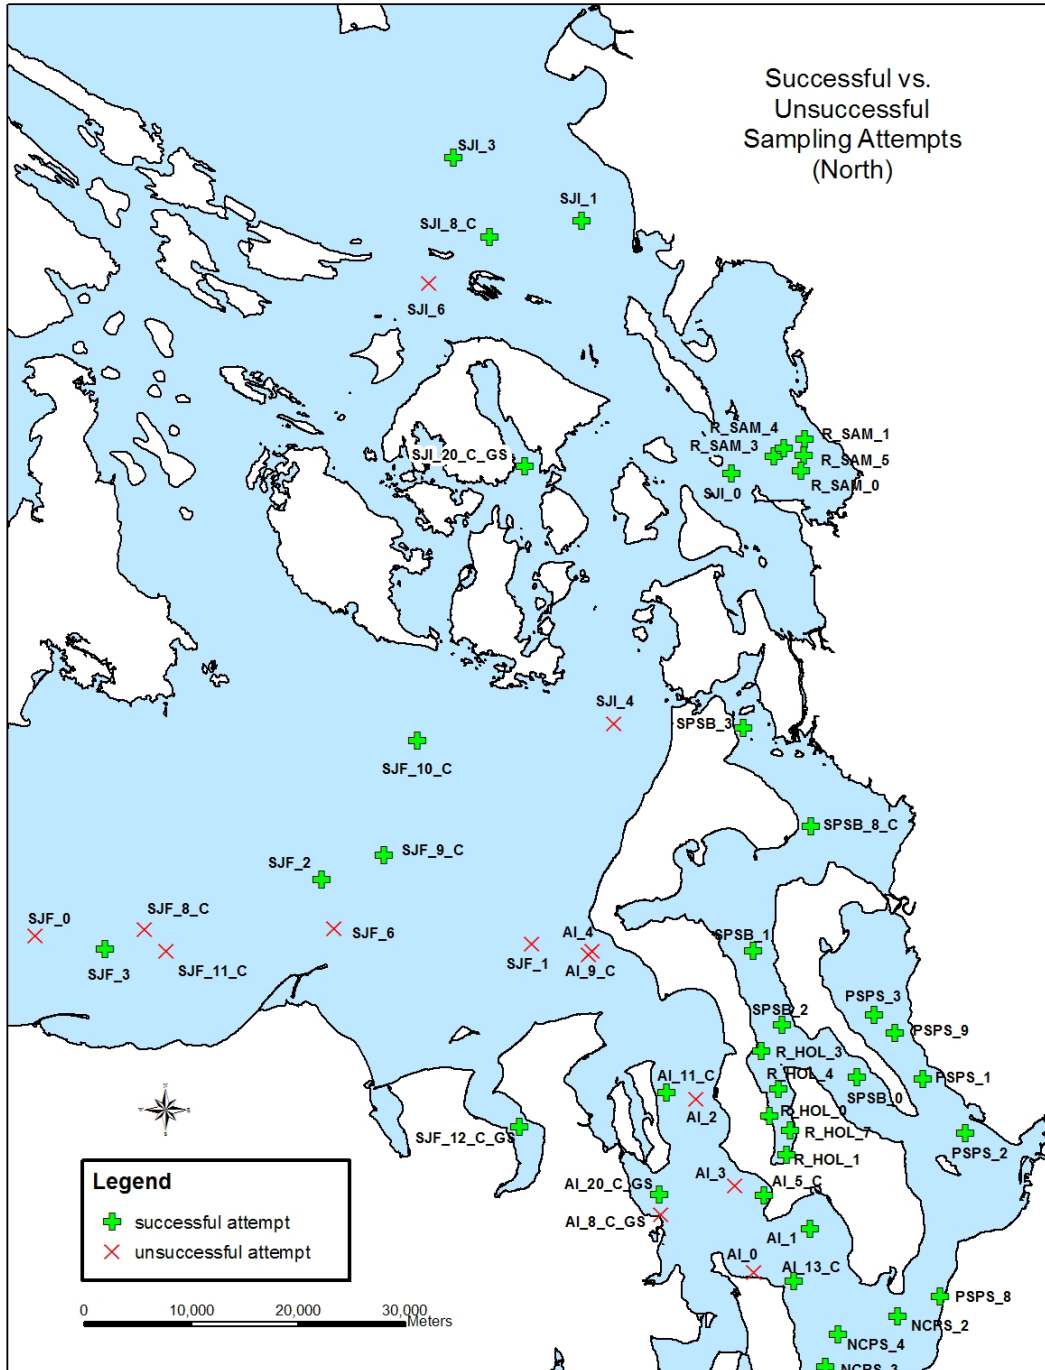 Successful vs.
Unsuccessful
Sampling Attempts
(North)
SJI_3
SJI_1
SJI_8_C
SJI_6
R_SAM_4
R_SAM_1
R_SAM_3
SJI_20_C_GS
R_SAM_5
R_SAM_0
SJI_0
SJI_4
SPSB_3
SJF_10_C
SPSB_8_C
SJF_9_C
SJF_2
SJF_8_C
SJF_0
SJF_6
AI_4
SPSB_1
SJF_1
AI_9_C
SJF_3
SJF_11_C
PSPS_3
SPSB_2
PSPS_9
R_HOL_3
R_HOL_4
AI_11_C
PSPS_1
SPSB_0
N
W
E
S
AI_2
R_HOL_0
R_HOL_7
SJF_12_C_GS
PSPS_2
R_HOL_1
AI_3
AI_5_C
AI_20_C_GS
AI_8_C_GS
AI_1
AI_0
AI_13_C
PSPS_8
NCPS_2
NCPS_4
NCPS_3
Legend
successful attempt
unsuccessful attempt
0 10,000 20,000 30,000
Meters